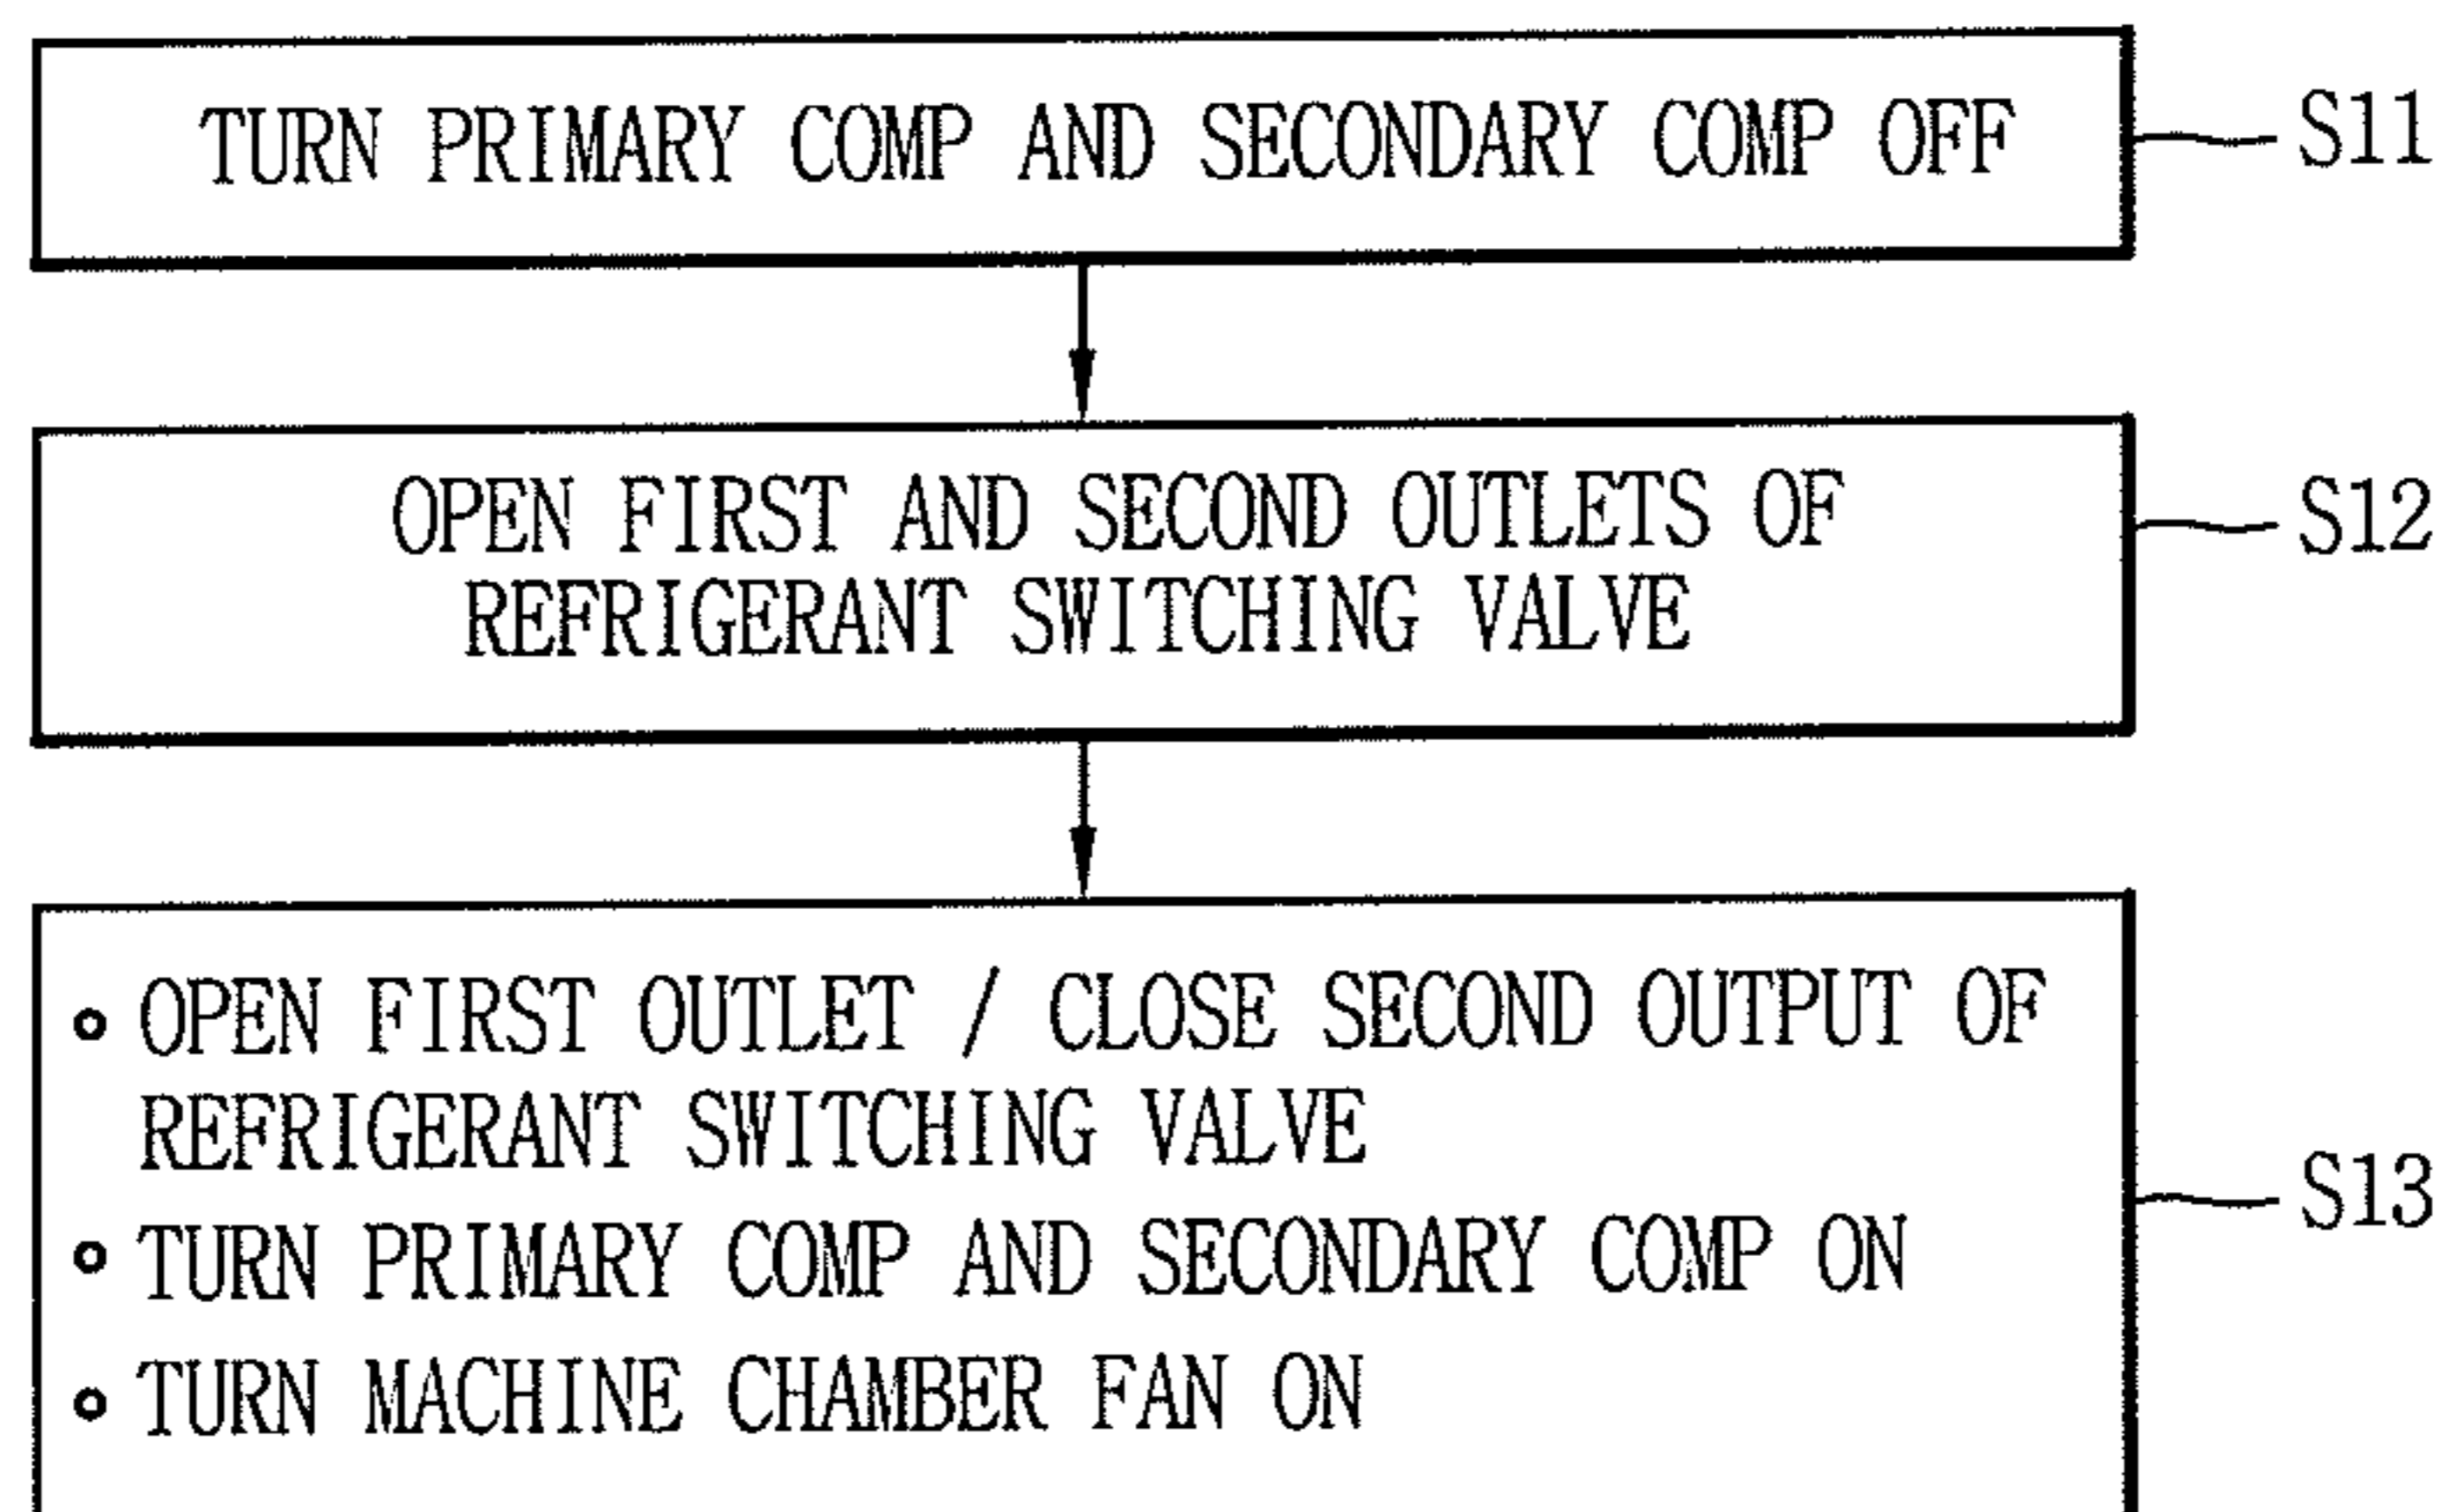 TURN PRIMARY COMP AND SECONDARY COMP OFF
S11
OPEN FIRST AND SECOND OUTLETS OF
REFRIGERANT SWITCHING VALVE
S12
OPEN FIRST OUTLET / CLOSE SECOND OUTPUT OF
REFRIGERANT SWITCHING VALVE
TURN PRIMARY COMP AND SECONDARY COMP ON
TURN MACHINE CHAMBER FAN ON
S13